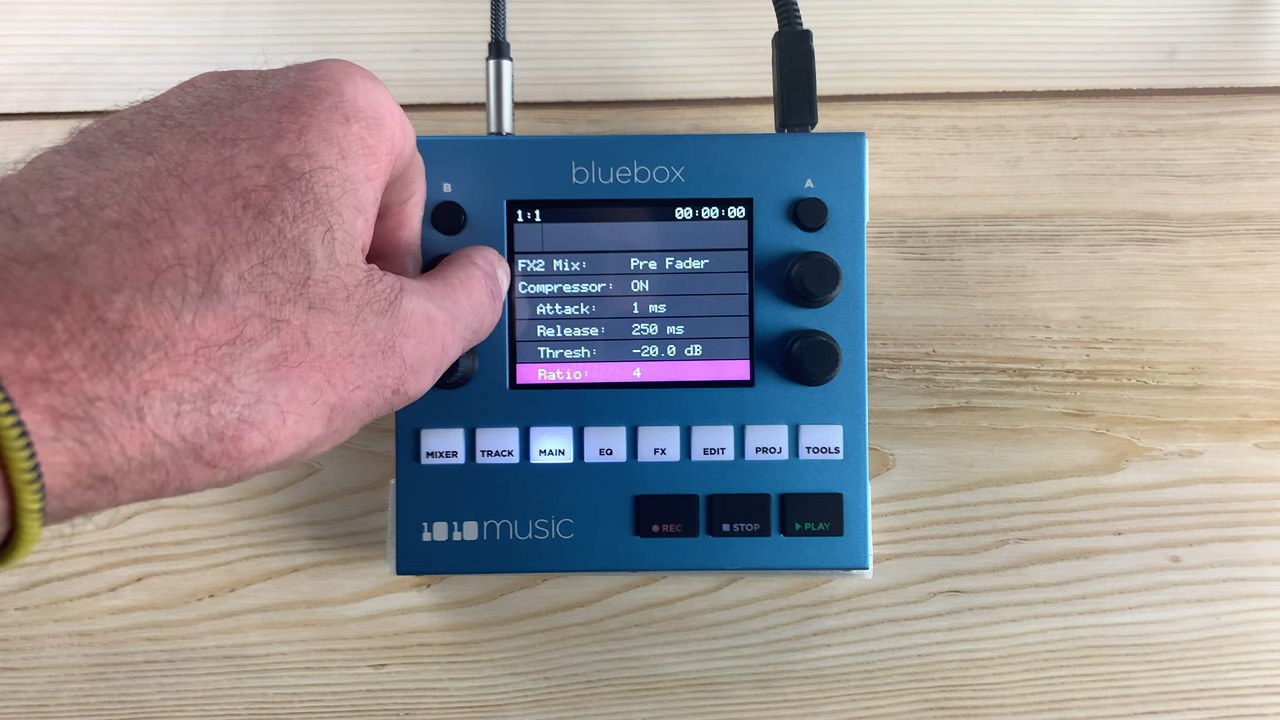 bluebox
B
A
1:1 00:00:00
FX2 Mix: Pre Fader
Compressor: ON
Attack: 1 ms
Release: 250 ms
Thresh: -20.0 dB
Ratio: 4
MIXER TRACK MAIN EQ FX EDIT PROJ TOOLS
1010music
REC STOP PLAY